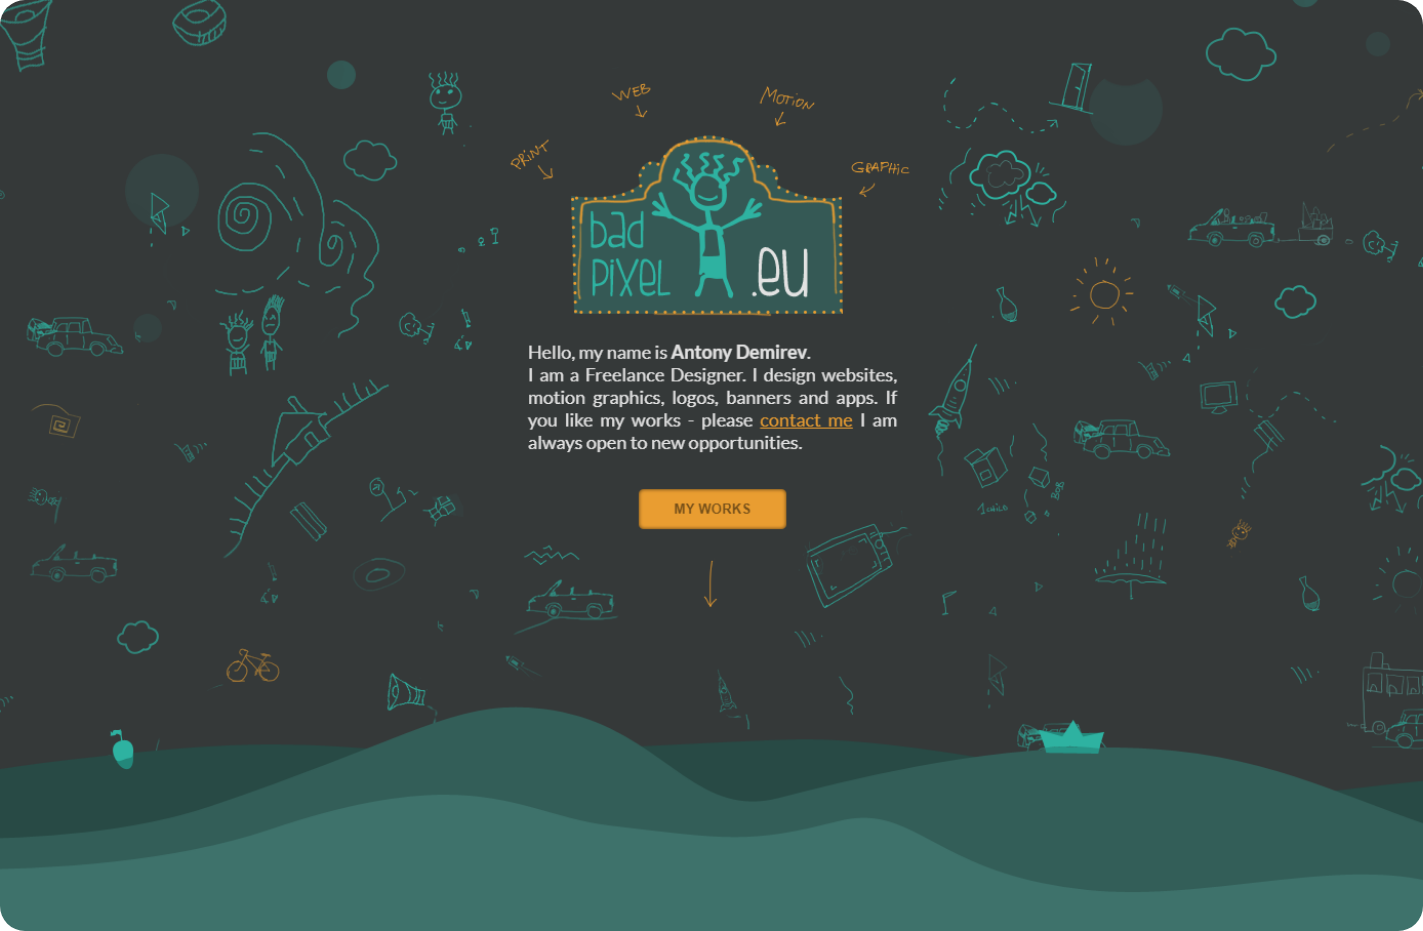 WEB
MOTION
PRINT
GRAPHIC
bad
pixel
.eu
Hello, my name is Antony Demirev.
I am a Freelance Designer. I design websites,
motion graphics, logos, banners and apps. If
you like my works - please contact me I am
always open to new opportunities.
MY WORKS